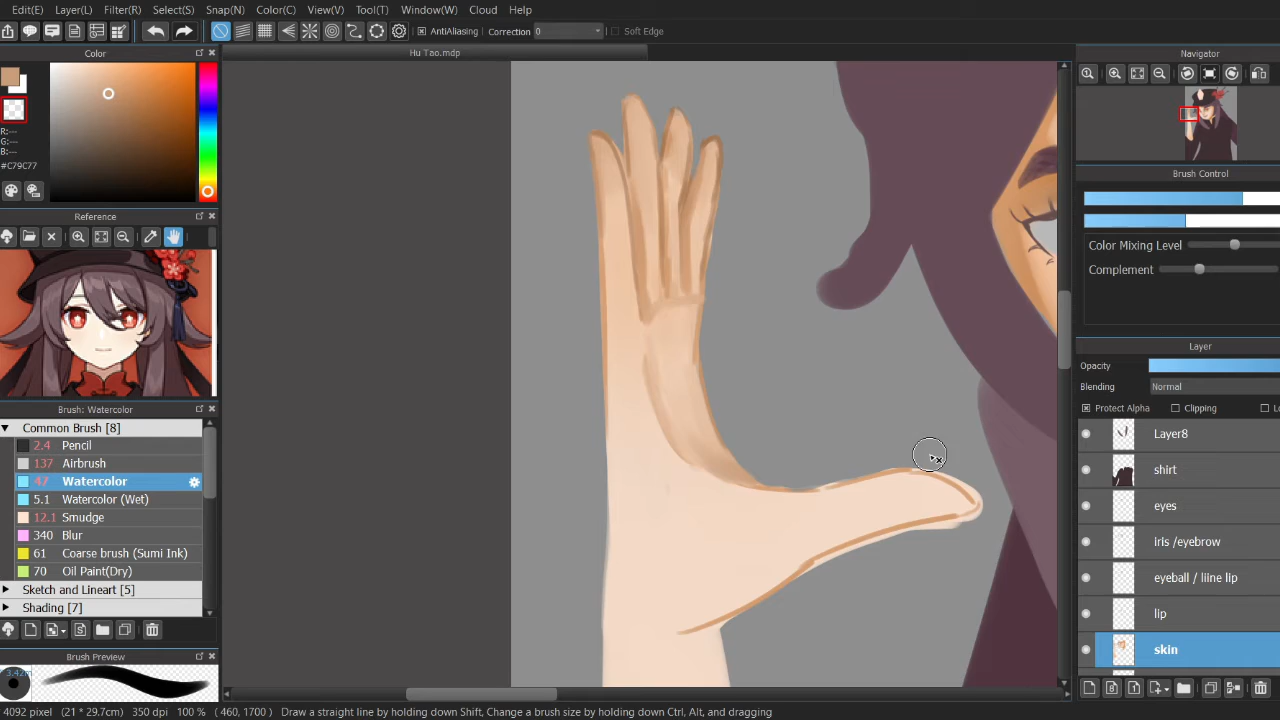 Edit(E) Layer(L) Filter(R) Select(S) Snap(N) Color(C) View(V) Tool(T) Window(W) Cloud Help
AntiAliasing Correction 0 Soft Edge
Color
Hu Tao.mdp
Navigator
R:---
G:---
B:---
#C79C77
Brush Control
Reference
Color Mixing Level
Complement
Layer
Opacity
Blending Normal
Protect Alpha Clipping
Brush: Watercolor
Common Brush [8]
2.4 Pencil
137 Airbrush
47 Watercolor
5.1 Watercolor (Wet)
12.1 Smudge
340 Blur
61 Coarse brush (Sumi Ink)
70 Oil Paint(Dry)
Sketch and Lineart [5]
Shading [7]
Layer8
shirt
eyes
iris /eyebrow
eyeball / liine lip
lip
skin
Brush Preview
4092 pixel (21 * 29.7cm) 350 dpi 100 % ( 460, 1700 ) Draw a straight line by holding down Shift, Change a brush size by holding down Ctrl, Alt, and dragging